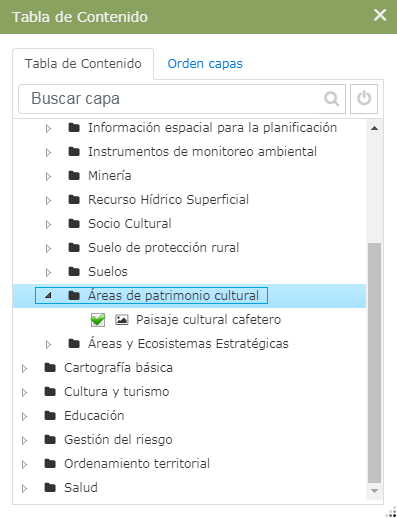 Tabla de Contenido
Tabla de Contenido
Orden capas
Buscar capa
Información espacial para la planificación
Instrumentos de monitoreo ambiental
Minería
Recurso Hídrico Superficial
Socio Cultural
Suelo de protección rural
Suelos
Áreas de patrimonio cultural
Paisaje cultural cafetero
Áreas y Ecosistemas Estratégicas
Cartografía básica
Cultura y turismo
Educación
Gestión del riesgo
Ordenamiento territorial
Salud